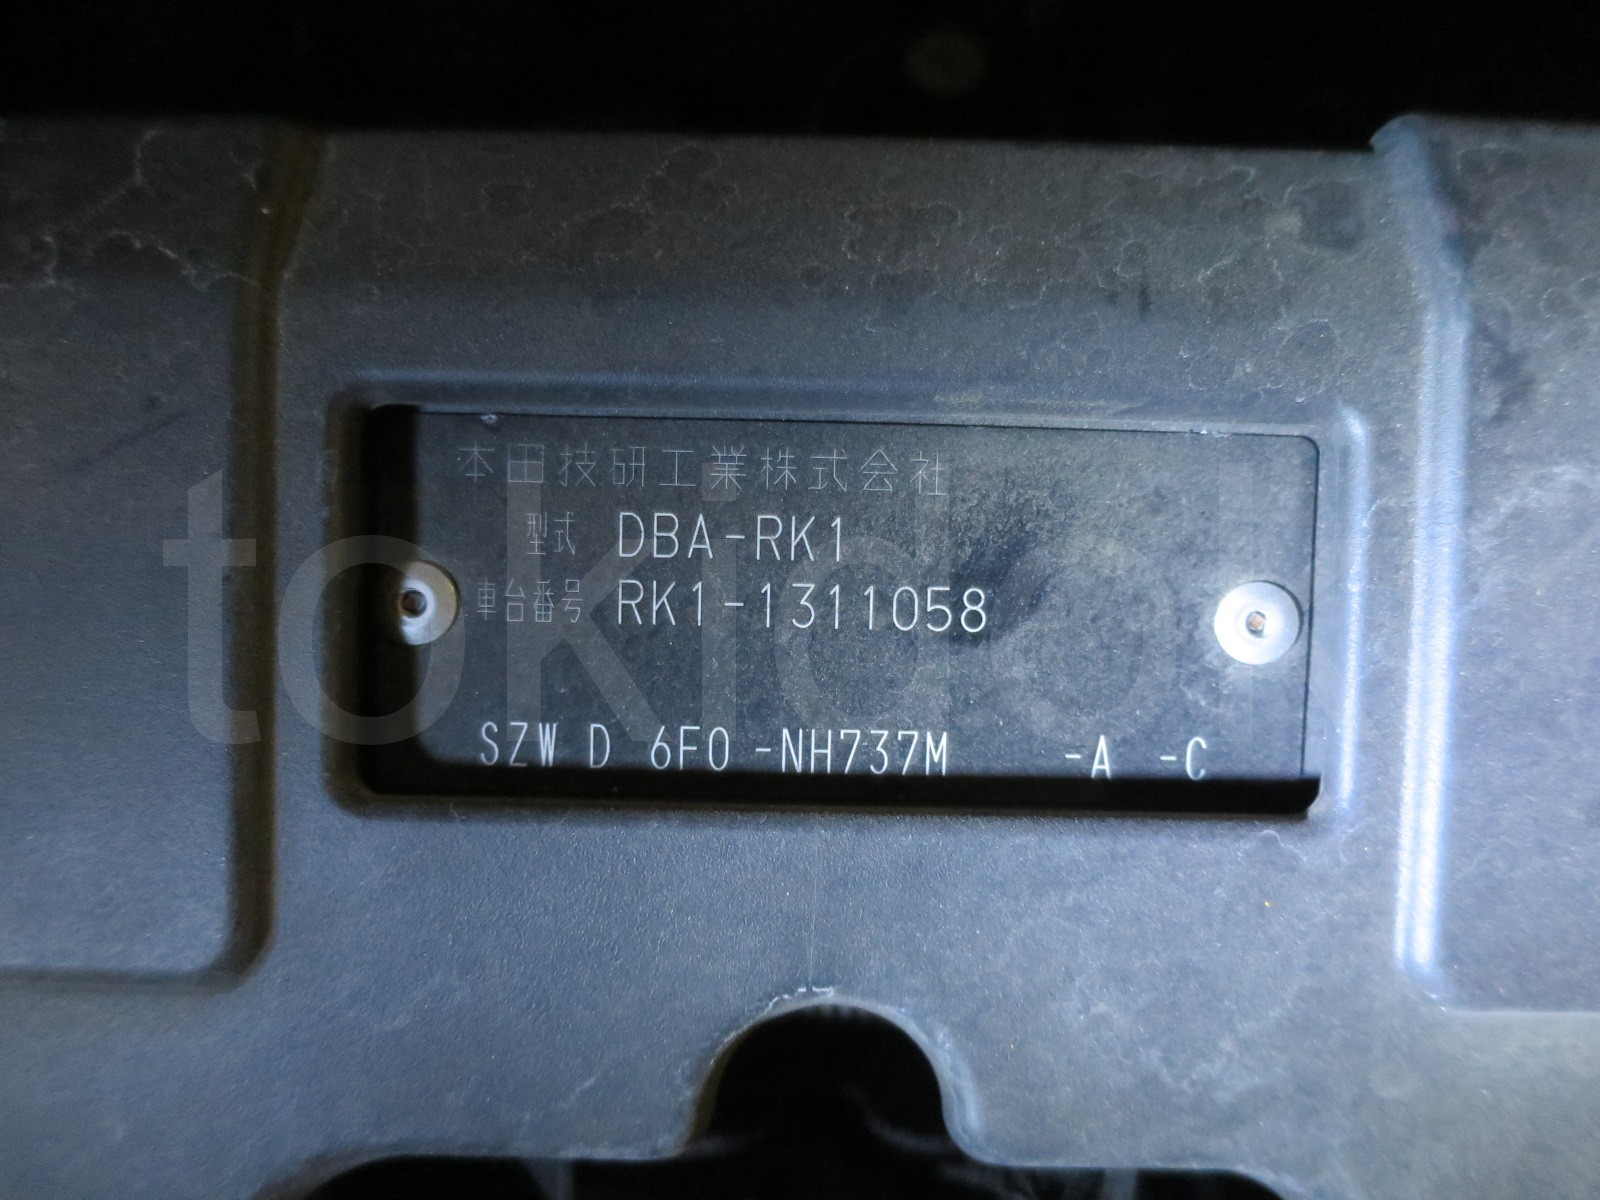 本田技研工業株式会社
型式 DBA-RK1
車台番号 RK1-1311058
SZW D 6F0 -NH737M -A -C
tokidoki